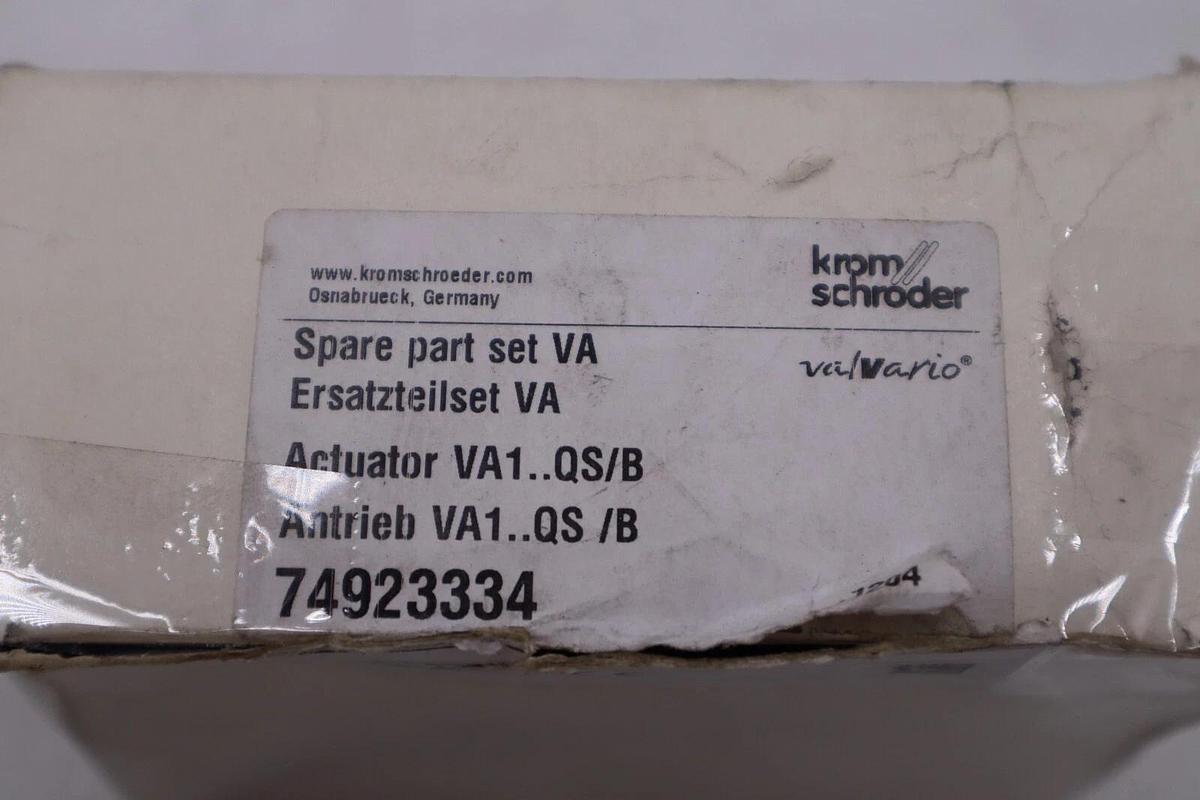 www.kromschroeder.com
Osnabrueck, Germany
krom
schroder
Spare part set VA
valVario®
Ersatzteilset VA
Actuator VA1..QS/B
Antrieb VA1..QS /B
74923334